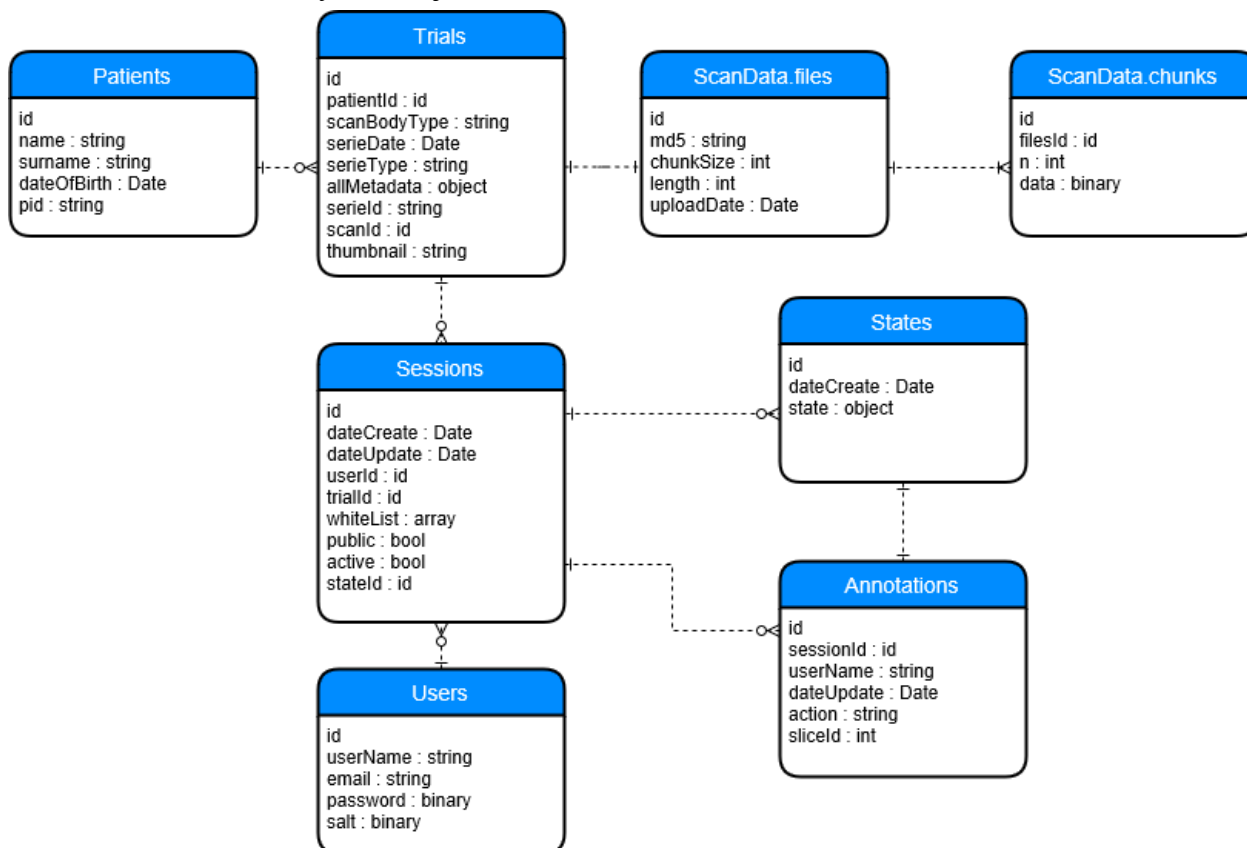 Trials
id
patientId : id
scanBodyType : string
serieDate : Date
serieType : string
allMetadata : object
serieId : string
scanId : id
thumbnail : string
Patients
id
name : string
surname : string
dateOfBirth : Date
pid : string
ScanData.files
id
md5 : string
chunkSize : int
length : int
uploadDate : Date
ScanData.chunks
id
filesId : id
n : int
data : binary
Sessions
id
dateCreate : Date
dateUpdate : Date
userId : id
trialId : id
whiteList : array
public : bool
active : bool
stateId : id
States
id
dateCreate : Date
state : object
Annotations
id
sessionId : id
userName : string
dateUpdate : Date
action : string
sliceId : int
Users
id
userName : string
email : string
password : binary
salt : binary